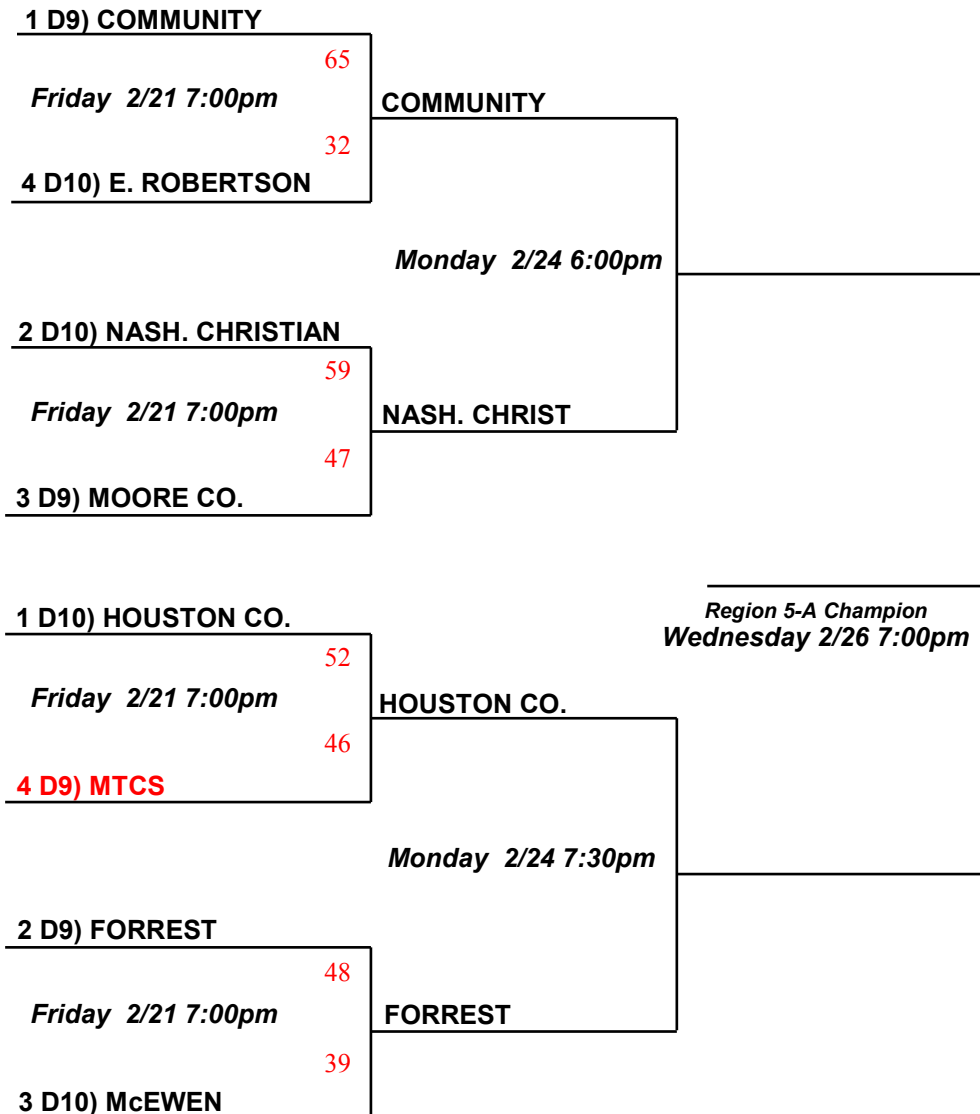 1 D9) COMMUNITY
65
Friday 2/21 7:00pm
COMMUNITY
32
4 D10) E. ROBERTSON
Monday 2/24 6:00pm
2 D10) NASH. CHRISTIAN
59
Friday 2/21 7:00pm
NASH. CHRIST
47
3 D9) MOORE CO.
Region 5-A Champion
Wednesday 2/26 7:00pm
1 D10) HOUSTON CO.
52
Friday 2/21 7:00pm
HOUSTON CO.
46
4 D9) MTCS
Monday 2/24 7:30pm
2 D9) FORREST
48
Friday 2/21 7:00pm
FORREST
39
3 D10) McEWEN